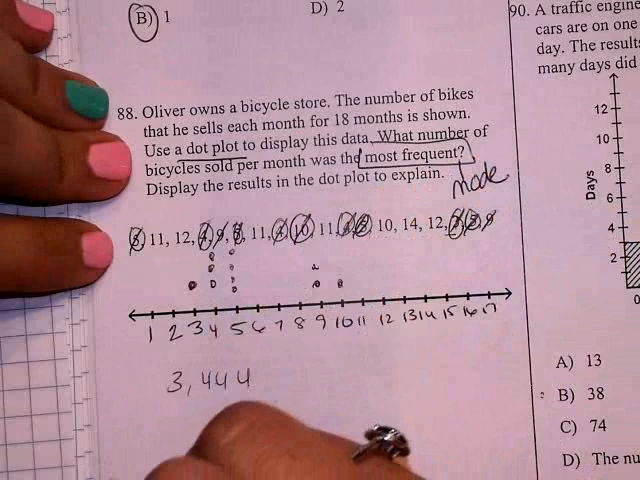 B) 1
D) 2
88. Oliver owns a bicycle store. The number of bikes
that he sells each month for 18 months is shown.
Use a dot plot to display this data. What number of
bicycles sold per month was the most frequent?
Display the results in the dot plot to explain.
mode
11, 12, 9, 11, 10, 11, 10, 14, 12, 9
1 2 3 4 5 6 7 8 9 10 11 12 13 14 15 16 17
3, 444
90. A traffic engine
cars are on one
day. The result
many days did
Days
12
10
8
6
4
2
0
A) 13
B) 38
C) 74
D) The nu